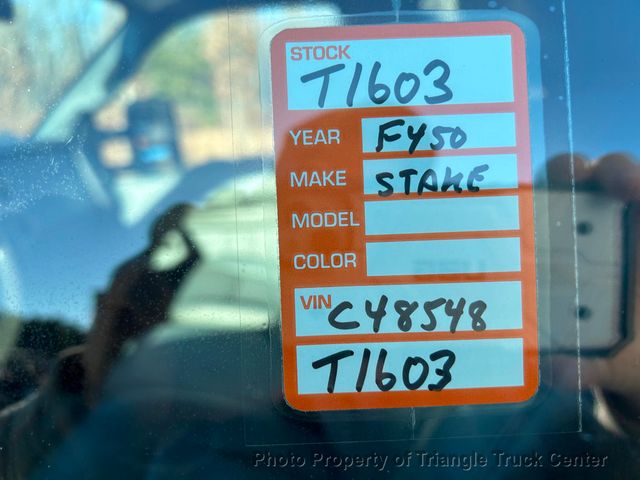 STOCK
T1603
YEAR F450
MAKE STAKE
MODEL
COLOR
VIN C48548
T1603
Photo Property of Triangle Truck Center